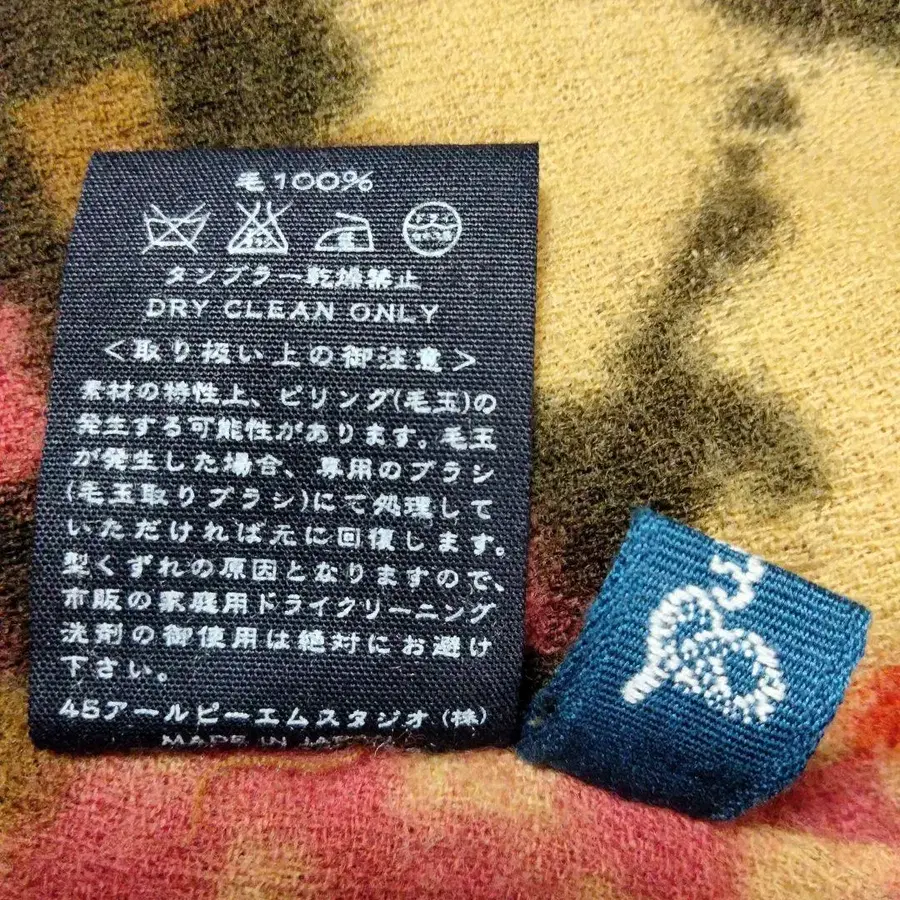 毛100%
タンブラー乾燥禁止
DRY CLEAN ONLY
<取り扱い上の御注意>
素材の特性上、ピリング(毛玉)の
発生する可能性があります。毛玉
が発生した場合、専用のブラシ
(毛玉取りブラシ)にて処理して
いただければ元に回復します。
型くずれの原因となりますので、
市販の家庭用ドライクリーニング
洗剤の御使用は絶対にお避け
下さい。
45アールピーエムスタジオ(株)
MADE IN JAPAN